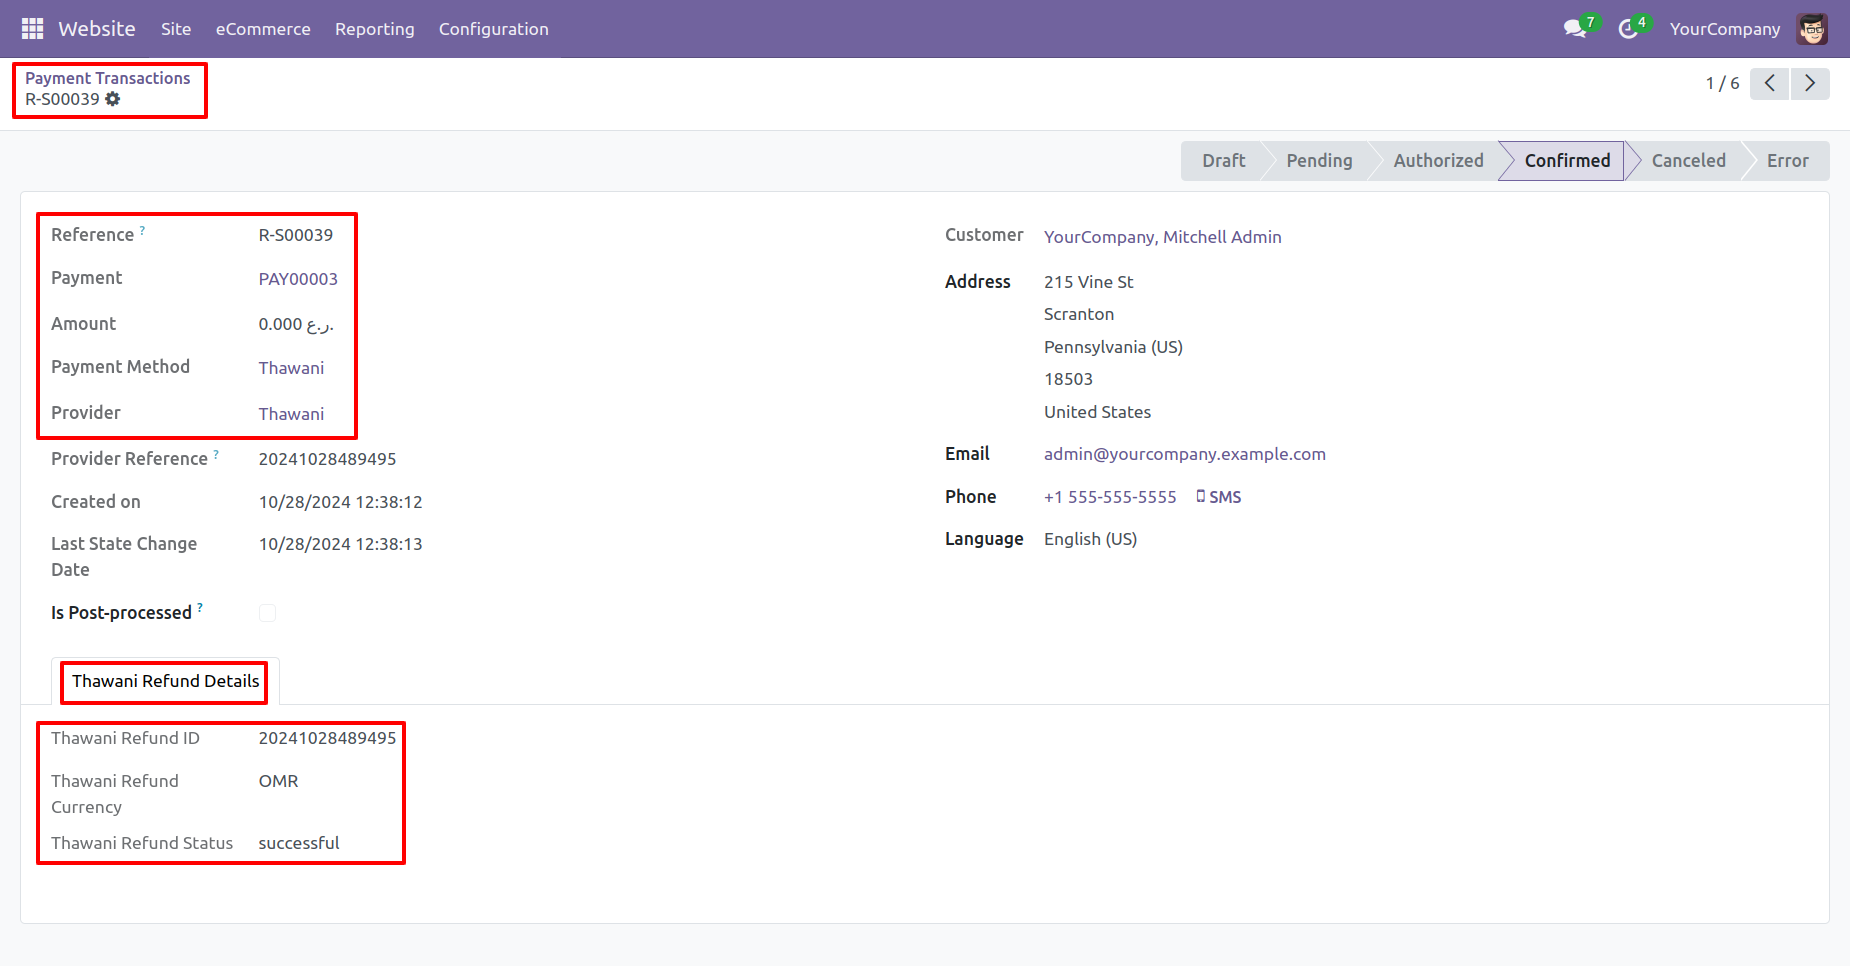 Website Site eCommerce Reporting Configuration 7 4 YourCompany
Payment Transactions
R-S00039
1 / 6
Draft Pending Authorized Confirmed Canceled Error
Reference ? R-S00039
Payment PAY00003
Amount 0.000 ر.ع.
Payment Method Thawani
Provider Thawani
Provider Reference ? 20241028489495
Created on 10/28/2024 12:38:12
Last State Change
Date
10/28/2024 12:38:13
Is Post-processed ?
Customer YourCompany, Mitchell Admin
Address 215 Vine St
Scranton
Pennsylvania (US)
18503
United States
Email admin@yourcompany.example.com
Phone +1 555-555-5555 SMS
Language English (US)
Thawani Refund Details
Thawani Refund ID 20241028489495
Thawani Refund
Currency
OMR
Thawani Refund Status successful